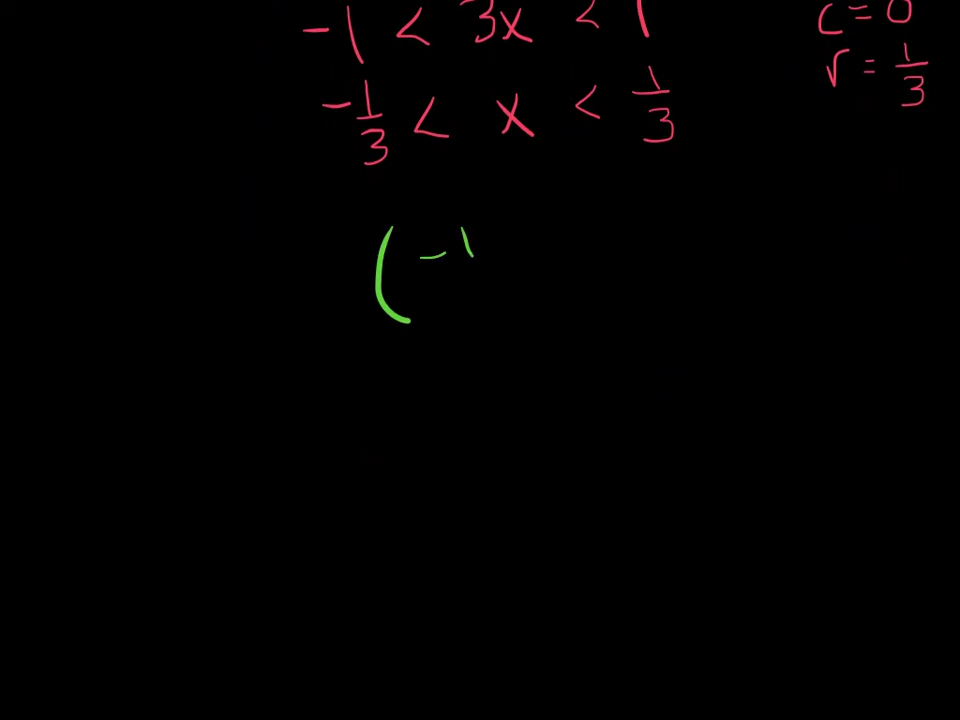 -1 < 3x < 1
c = 0
r = 1/3
-1/3 < x < 1/3
( -1